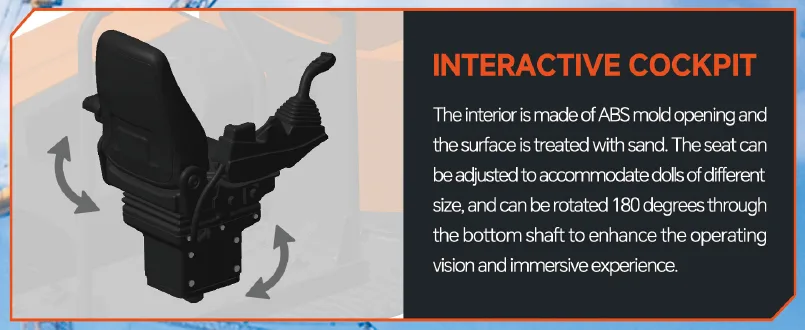 INTERACTIVE COCKPIT
The interior is made of ABS mold opening and
the surface is treated with sand. The seat can
be adjusted to accommodate dolls of different
size, and can be rotated 180 degrees through
the bottom shaft to enhance the operating
vision and immersive experience.